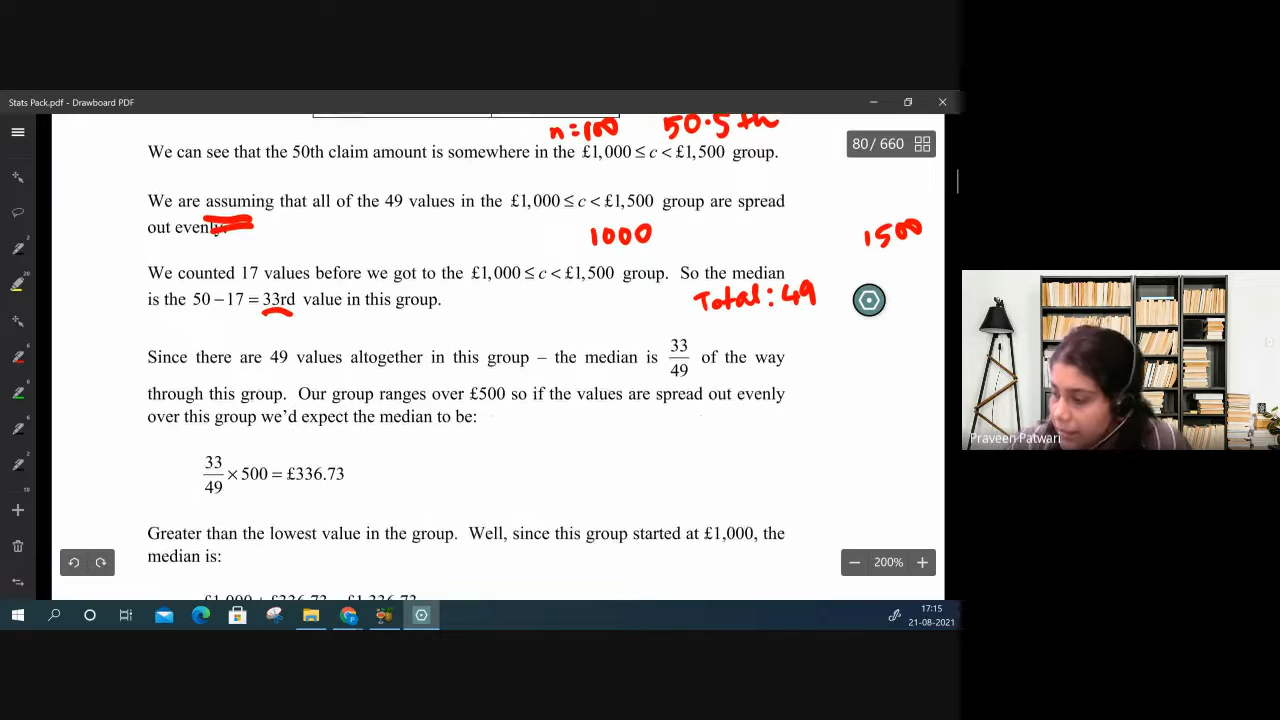 Stats Pack.pdf - Drawboard PDF
n=100 50.5th
80/660
We can see that the 50th claim amount is somewhere in the £1,000 ≤ c < £1,500 group.
We are assuming that all of the 49 values in the £1,000 ≤ c < £1,500 group are spread
out evenly.
1000 1500
We counted 17 values before we got to the £1,000 ≤ c < £1,500 group. So the median
is the 50 − 17 = 33rd value in this group.
Total: 49
Since there are 49 values altogether in this group – the median is 33/49 of the way
through this group. Our group ranges over £500 so if the values are spread out evenly
over this group we'd expect the median to be:
33/49 × 500 = £336.73
Greater than the lowest value in the group. Well, since this group started at £1,000, the
median is:
£1,000 + £336.73 = £1,336.73
200%
Praveen Patwari
17:15
21-08-2021